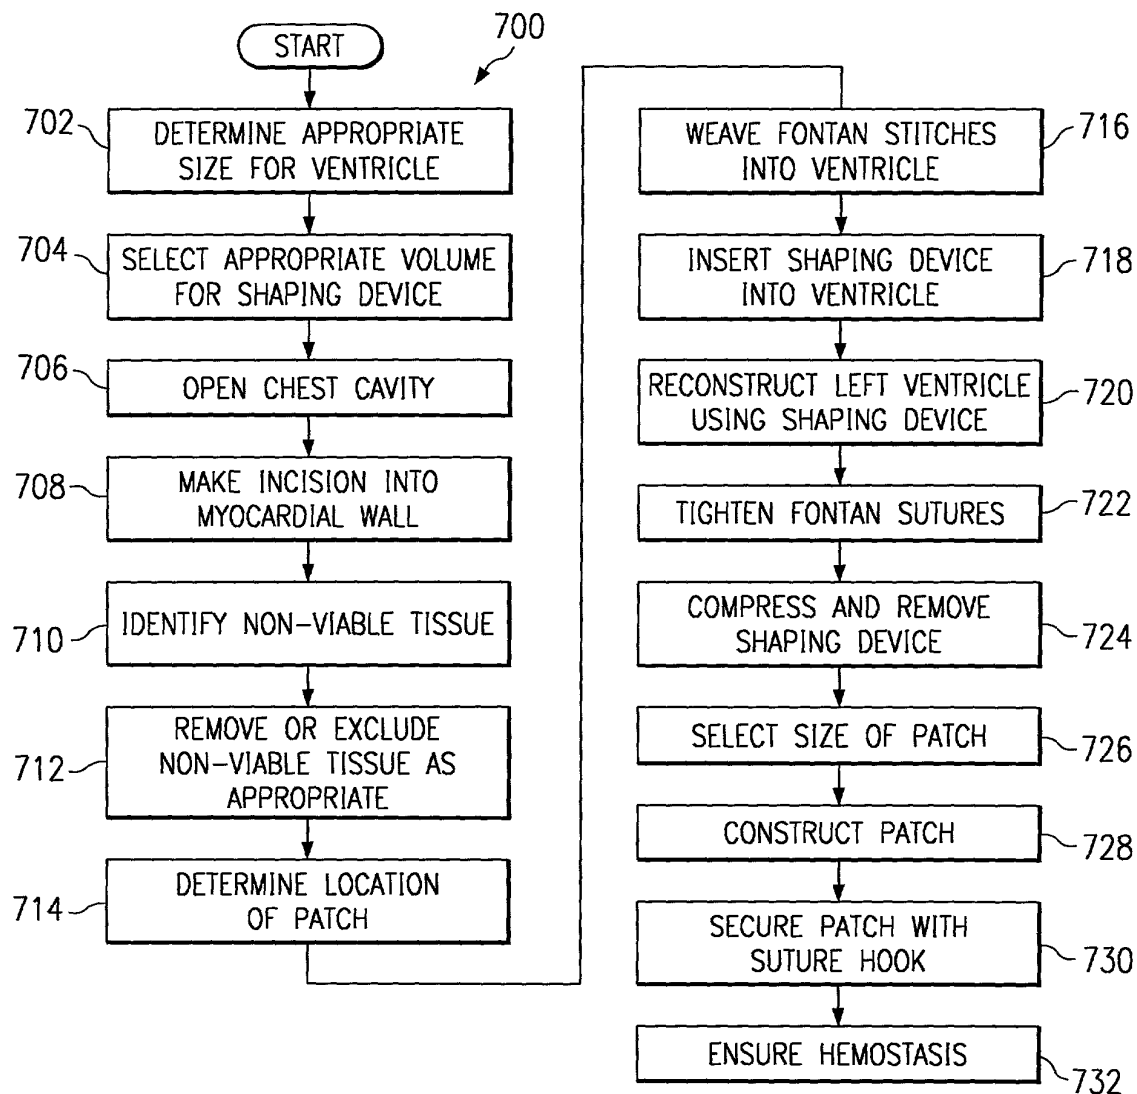 START
700
702
DETERMINE APPROPRIATE
SIZE FOR VENTRICLE
704
SELECT APPROPRIATE VOLUME
FOR SHAPING DEVICE
706
OPEN CHEST CAVITY
708
MAKE INCISION INTO
MYOCARDIAL WALL
710
IDENTIFY NON-VIABLE TISSUE
712
REMOVE OR EXCLUDE
NON-VIABLE TISSUE AS
APPROPRIATE
714
DETERMINE LOCATION
OF PATCH
WEAVE FONTAN STITCHES
INTO VENTRICLE
716
INSERT SHAPING DEVICE
INTO VENTRICLE
718
RECONSTRUCT LEFT VENTRICLE
USING SHAPING DEVICE
720
TIGHTEN FONTAN SUTURES
722
COMPRESS AND REMOVE
SHAPING DEVICE
724
SELECT SIZE OF PATCH
726
CONSTRUCT PATCH
728
SECURE PATCH WITH
SUTURE HOOK
730
ENSURE HEMOSTASIS
732